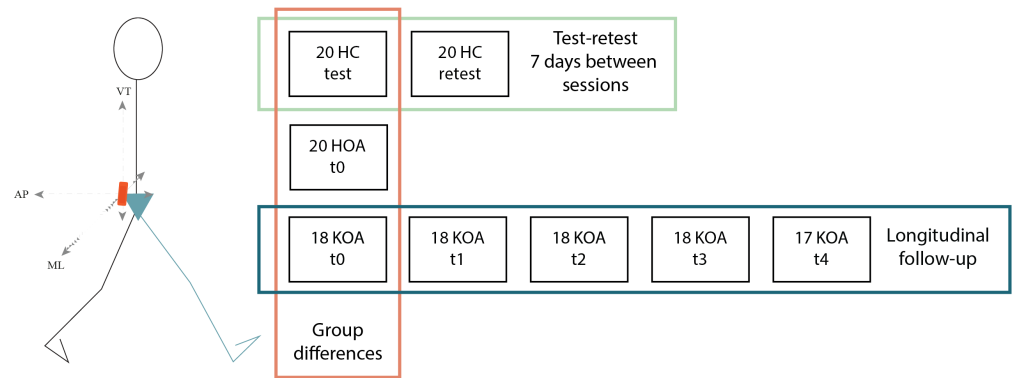 VT
AP
ML
20 HC
test
20 HC
retest
Test-retest
7 days between
sessions
20 HOA
t0
18 KOA
t0
18 KOA
t1
18 KOA
t2
18 KOA
t3
17 KOA
t4
Longitudinal
follow-up
Group
differences